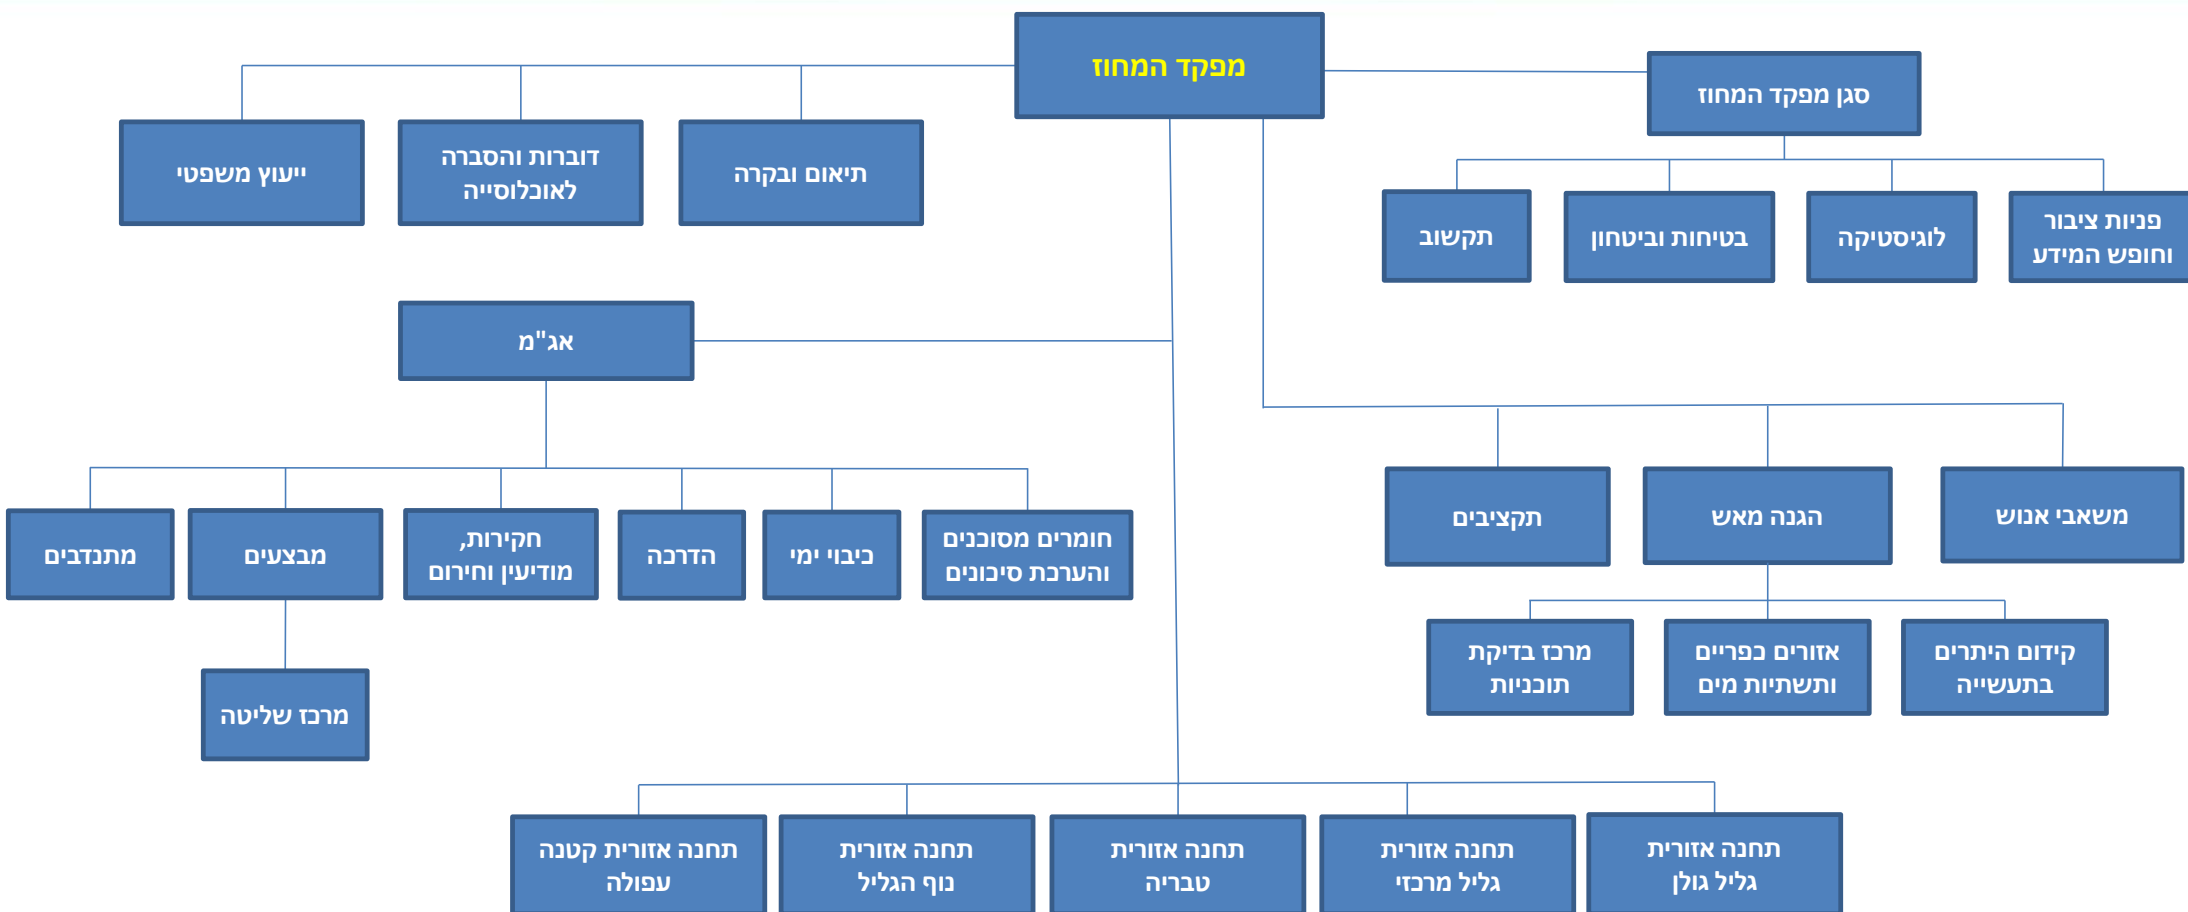 מפקד המחוז
סגן מפקד המחוז
תיאום ובקרה
דוברות והסברה
לאוכלוסייה
ייעוץ משפטי
פניות ציבור
וחופש המידע
לוגיסטיקה
בטיחות וביטחון
תקשוב
אג"מ
משאבי אנוש
הגנה מאש
תקציבים
חומרים מסוכנים
והערכת סיכונים
כיבוי ימי
הדרכה
חקירות,
מודיעין וחירום
מבצעים
מתנדבים
קידום היתרים
בתעשייה
אזורים כפריים
ותשתיות מים
מרכז בדיקת
תוכניות
מרכז שליטה
תחנה אזורית
גליל גולן
תחנה אזורית
גליל מרכזי
תחנה אזורית
טבריה
תחנה אזורית
נוף הגליל
תחנה אזורית קטנה
עפולה